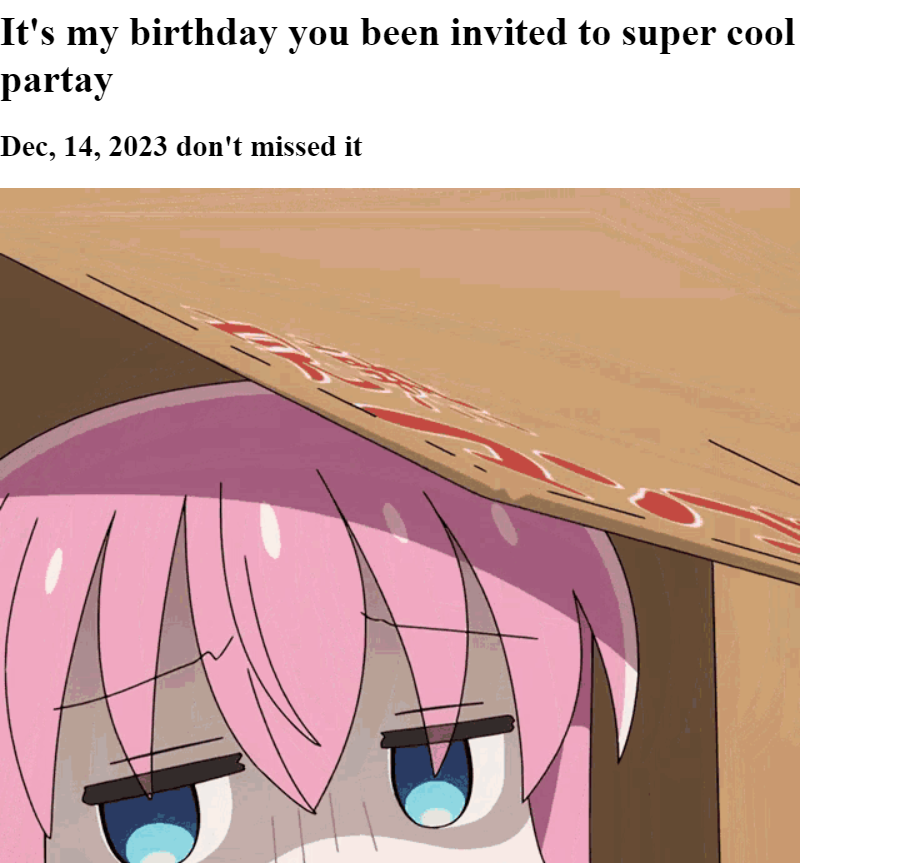 It's my birthday you been invited to super cool
partay
Dec, 14, 2023 don't missed it